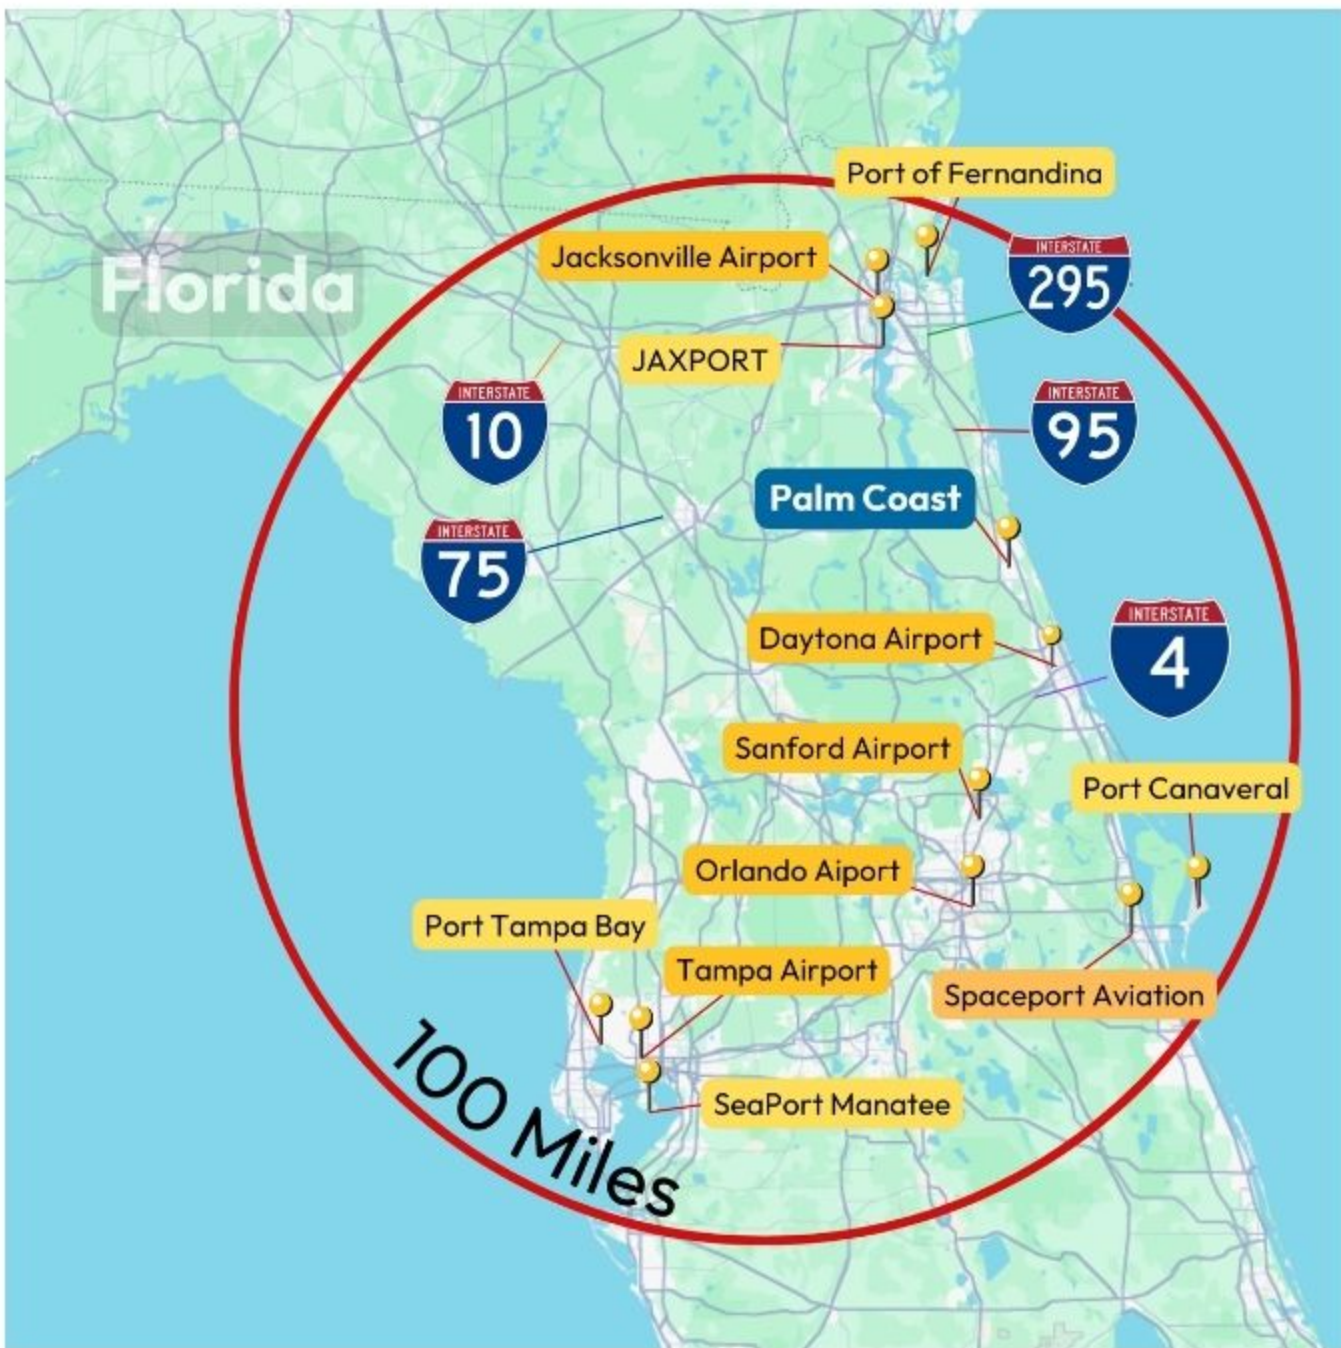 Port of Fernandina
Florida
Jacksonville Airport
INTERSTATE
295
JAXPORT
INTERSTATE
10
INTERSTATE
95
Palm Coast
INTERSTATE
75
Daytona Airport
INTERSTATE
4
Sanford Airport
Port Canaveral
Orlando Aiport
Port Tampa Bay
Tampa Airport
Spaceport Aviation
SeaPort Manatee
100 Miles